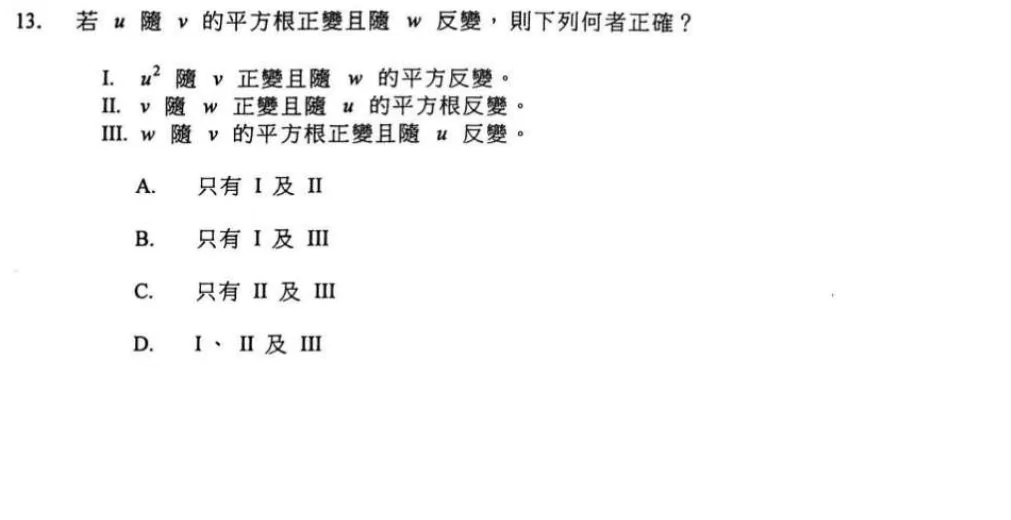 13. 若 u 隨 v 的平方根正變且隨 w 反變,則下列何者正確?
I. u² 隨 v 正變且隨 w 的平方反變。
II. v 隨 w 正變且隨 u 的平方根反變。
III. w 隨 v 的平方根正變且隨 u 反變。
A. 只有 I 及 II
B. 只有 I 及 III
C. 只有 II 及 III
D. I、 II 及 III